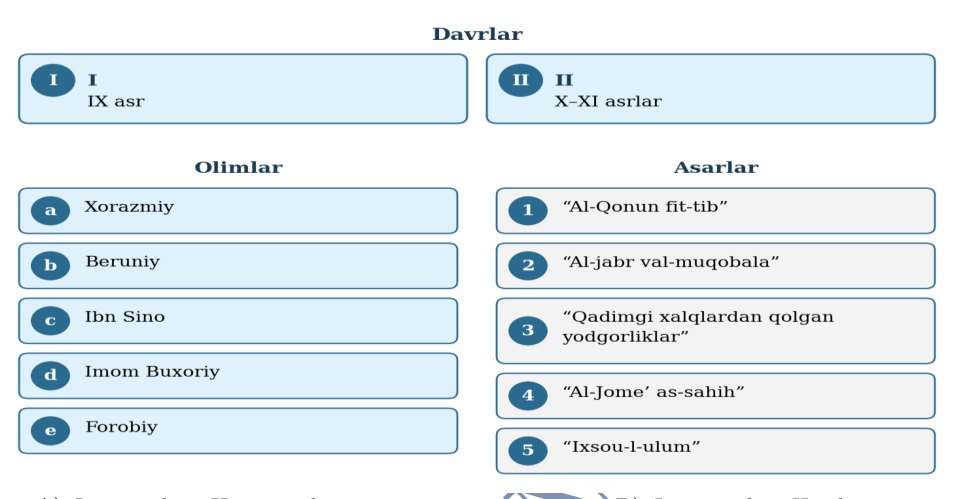 Davrlar
I
I
IX asr
II
II
X–XI asrlar
Olimlar
a Xorazmiy
b Beruniy
c Ibn Sino
d Imom Buxoriy
e Forobiy
Asarlar
1 “Al-Qonun fit-tib”
2 “Al-jabr val-muqobala”
3 “Qadimgi xalqlardan qolgan
yodgorliklar”
4 “Al-Jome’ as-sahih”
5 “Ixsou-l-ulum”